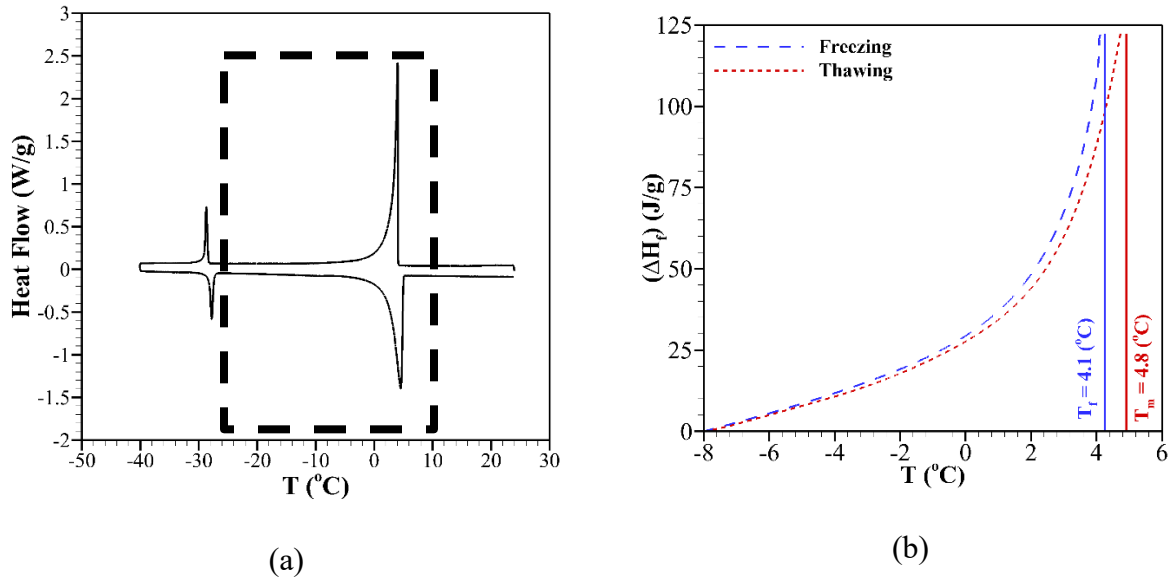 3
2.5
2
1.5
1
0.5
0
-0.5
-1
-1.5
-2
Heat Flow (W/g)
-50 -40 -30 -20 -10 0 10 20 30
T (°C)
(a)
125
100
75
50
25
0
(ΔH_f) (J/g)
Freezing
Thawing
T_f = 4.1 (°C)
T_m = 4.8 (°C)
-8 -6 -4 -2 0 2 4 6
T (°C)
(b)